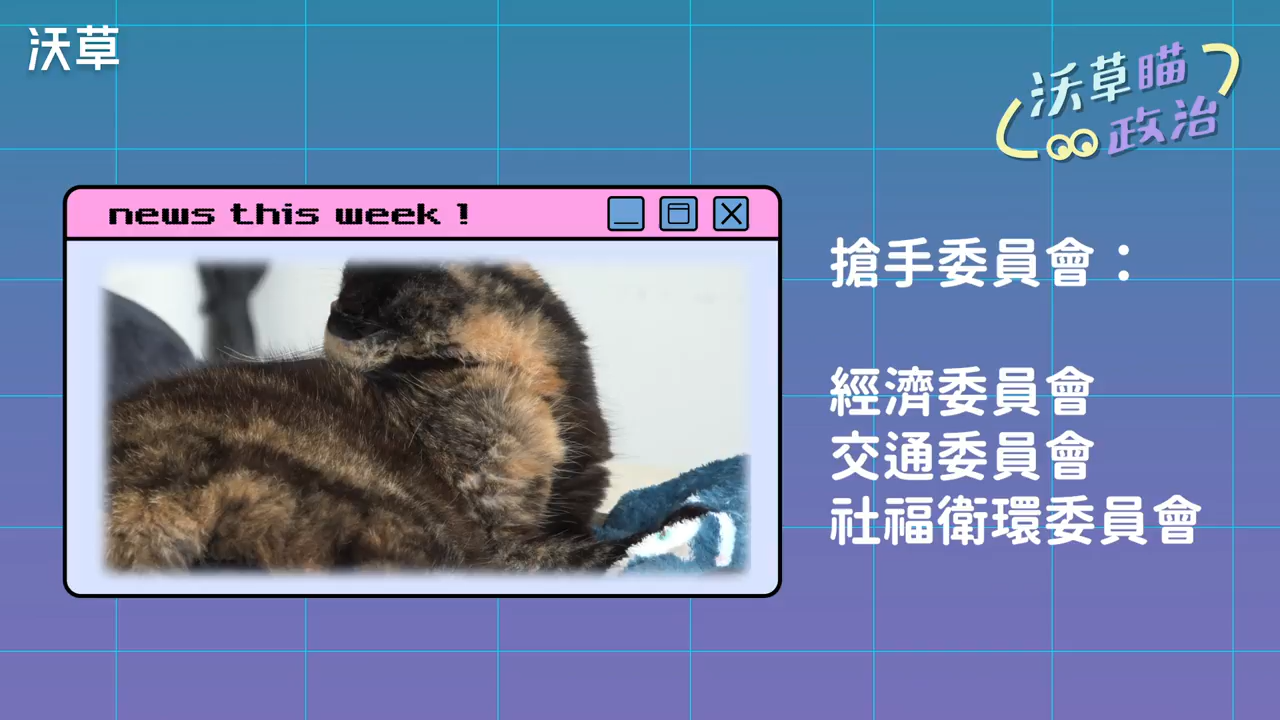 沃草
沃草瞄
政治
news this week !
搶手委員會：
經濟委員會
交通委員會
社福衛環委員會